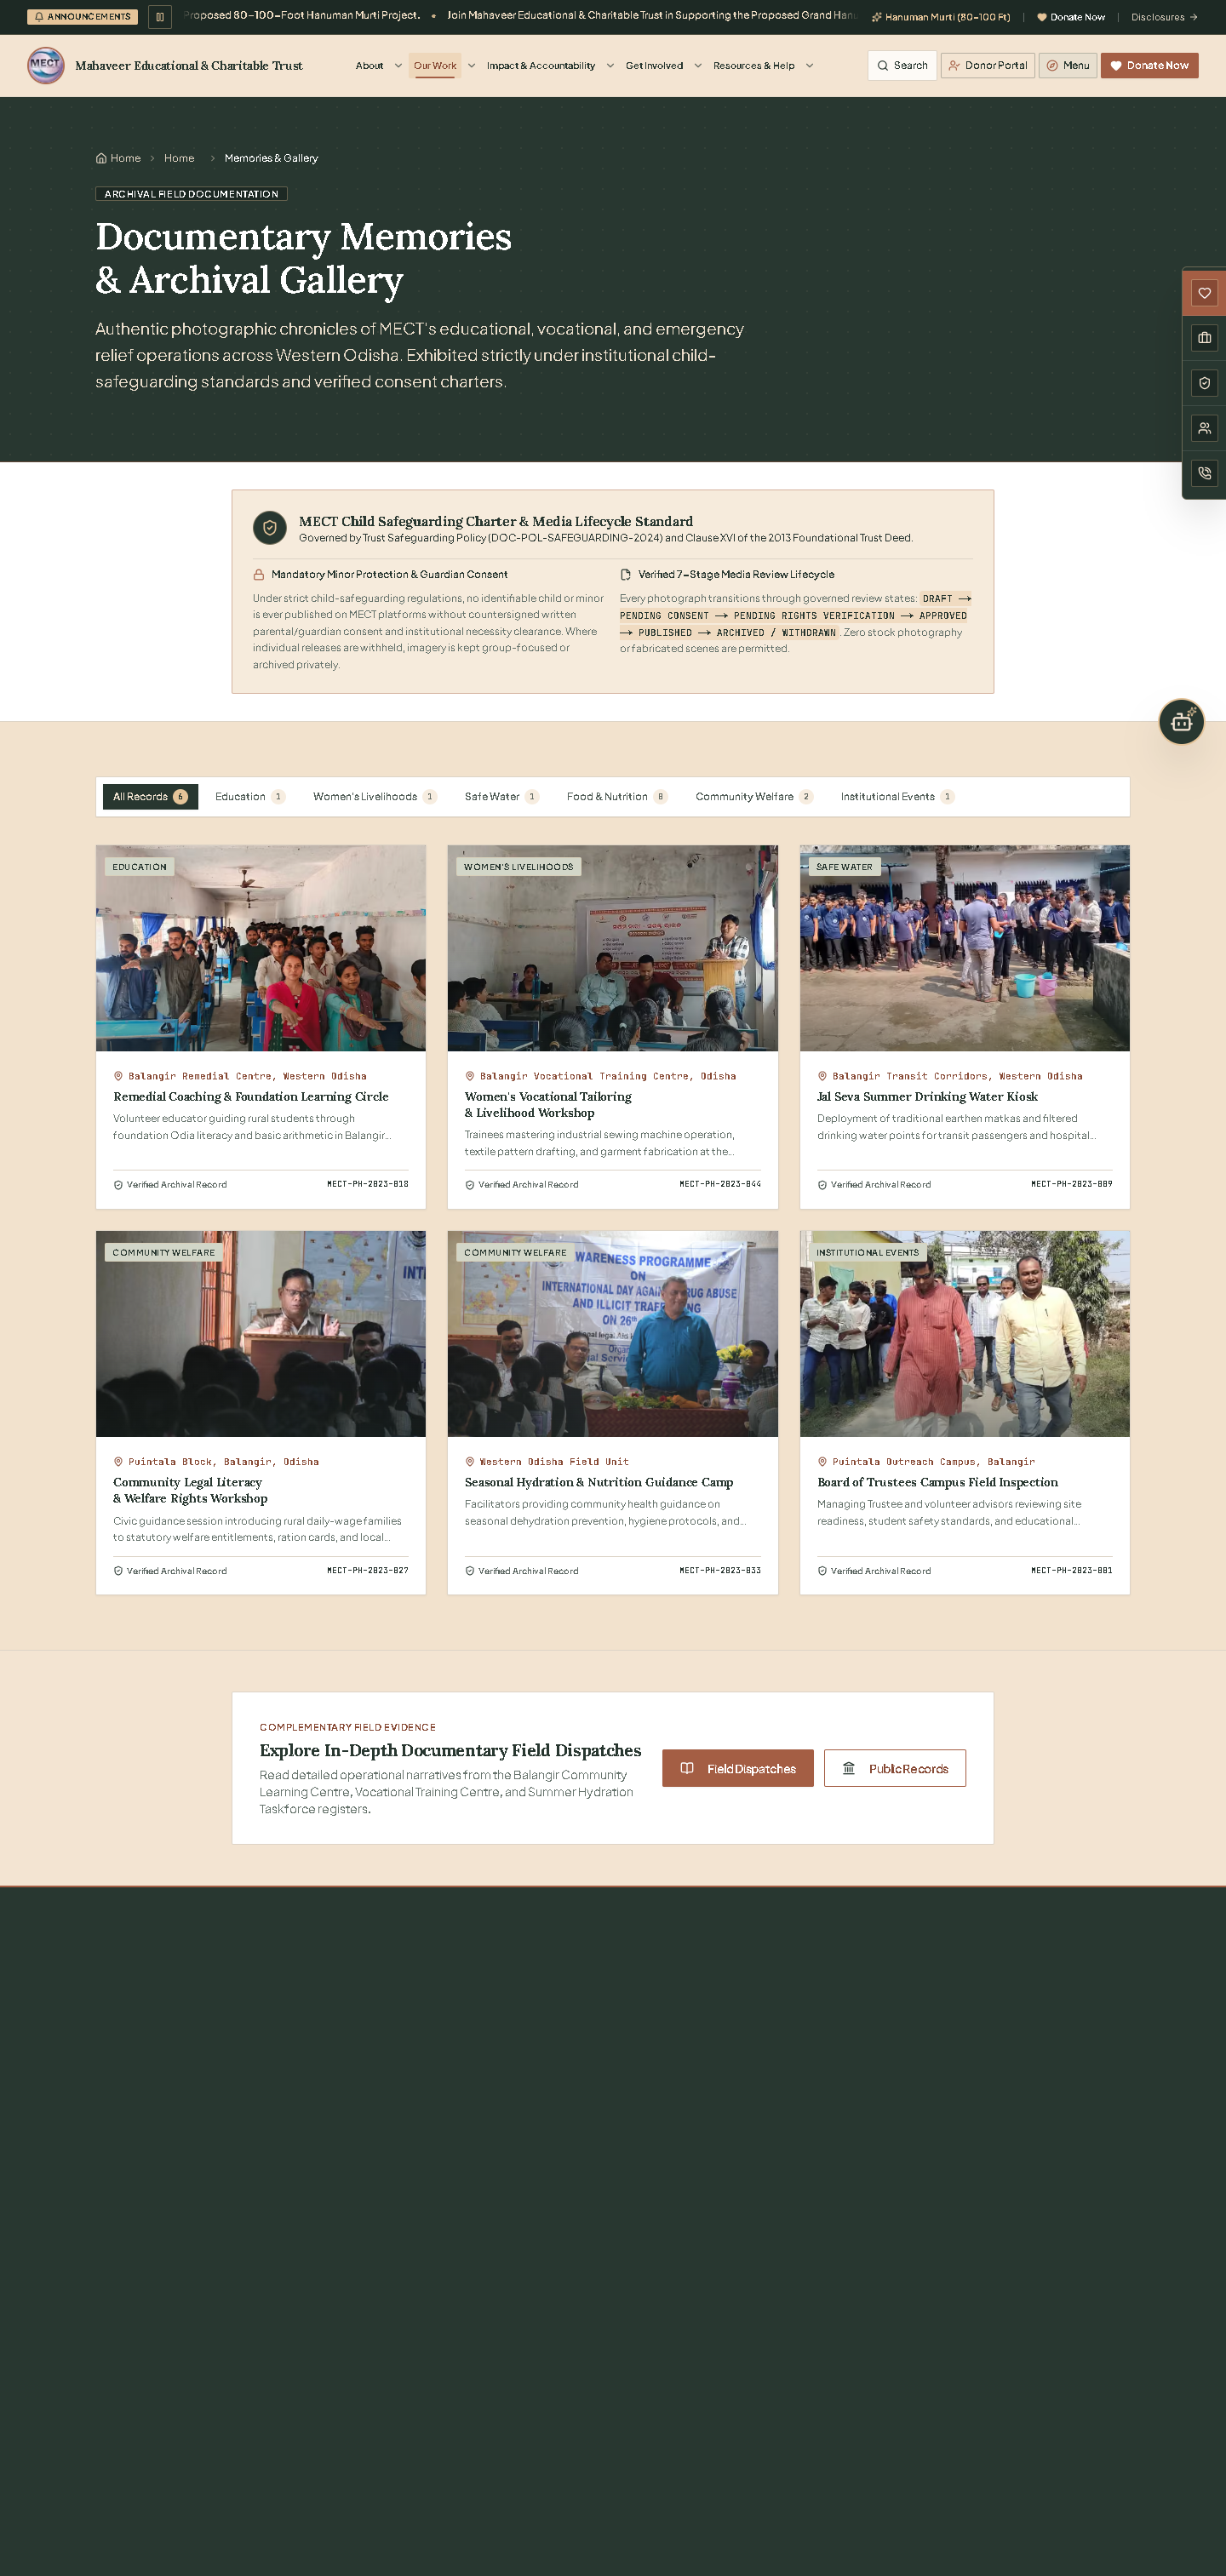 ANNOUNCEMENTS
Proposed 80–100-Foot Hanuman Murti Project. • Join Mahaveer Educational & Charitable Trust in Supporting the Proposed Grand
Hanuman Murti (80–100 Ft)
Donate Now
Disclosures →
MECT
Mahaveer Educational & Charitable Trust
About
Our Work
Impact & Accountability
Get Involved
Resources & Help
Search
Donor Portal
Menu
Donate Now
Home > Home > Memories & Gallery
ARCHIVAL FIELD DOCUMENTATION
Documentary Memories
& Archival Gallery
Authentic photographic chronicles of MECT's educational, vocational, and emergency
relief operations across Western Odisha. Exhibited strictly under institutional child-
safeguarding standards and verified consent charters.
MECT Child Safeguarding Charter & Media Lifecycle Standard
Governed by Trust Safeguarding Policy (DOC-POL-SAFEGUARDING-2024) and Clause XVI of the 2013 Foundational Trust Deed.
Mandatory Minor Protection & Guardian Consent
Under strict child-safeguarding regulations, no identifiable child or minor
is ever published on MECT platforms without countersigned written
parental/guardian consent and institutional necessity clearance. Where
individual releases are withheld, imagery is kept group-focused or
archived privately.
Verified 7-Stage Media Review Lifecycle
Every photograph transitions through governed review states: DRAFT →
PENDING CONSENT → PENDING RIGHTS VERIFICATION → APPROVED
→ PUBLISHED → ARCHIVED / WITHDRAWN . Zero stock photography
or fabricated scenes are permitted.
All Records 6
Education 1
Women's Livelihoods 1
Safe Water 1
Food & Nutrition 0
Community Welfare 2
Institutional Events 1
EDUCATION
Balangir Remedial Centre, Western Odisha
Remedial Coaching & Foundation Learning Circle
Volunteer educator guiding rural students through
foundation Odia literacy and basic arithmetic in Balangir...
Verified Archival Record
MECT-PH-2023-018
WOMEN'S LIVELIHOODS
Balangir Vocational Training Centre, Odisha
Women's Vocational Tailoring
& Livelihood Workshop
Trainees mastering industrial sewing machine operation,
textile pattern drafting, and garment fabrication at the...
Verified Archival Record
MECT-PH-2023-044
SAFE WATER
Balangir Transit Corridors, Western Odisha
Jal Seva Summer Drinking Water Kiosk
Deployment of traditional earthen matkas and filtered
drinking water points for transit passengers and hospital...
Verified Archival Record
MECT-PH-2023-009
COMMUNITY WELFARE
Puintala Block, Balangir, Odisha
Community Legal Literacy
& Welfare Rights Workshop
Civic guidance session introducing rural daily-wage families
to statutory welfare entitlements, ration cards, and local...
Verified Archival Record
MECT-PH-2023-027
COMMUNITY WELFARE
WARENESS PROGRAMME
ON
INTERNATIONAL DAY AGAIN RUG ABUSE
AND ILLICIT TRAFF
ON 26th
Western Odisha Field Unit
Seasonal Hydration & Nutrition Guidance Camp
Facilitators providing community health guidance on
seasonal dehydration prevention, hygiene protocols, and...
Verified Archival Record
MECT-PH-2023-033
INSTITUTIONAL EVENTS
Puintala Outreach Campus, Balangir
Board of Trustees Campus Field Inspection
Managing Trustee and volunteer advisors reviewing site
readiness, student safety standards, and educational...
Verified Archival Record
MECT-PH-2023-001
COMPLEMENTARY FIELD EVIDENCE
Explore In-Depth Documentary Field Dispatches
Read detailed operational narratives from the Balangir Community
Learning Centre, Vocational Training Centre, and Summer Hydration
Taskforce registers.
Field Dispatches
Public Records